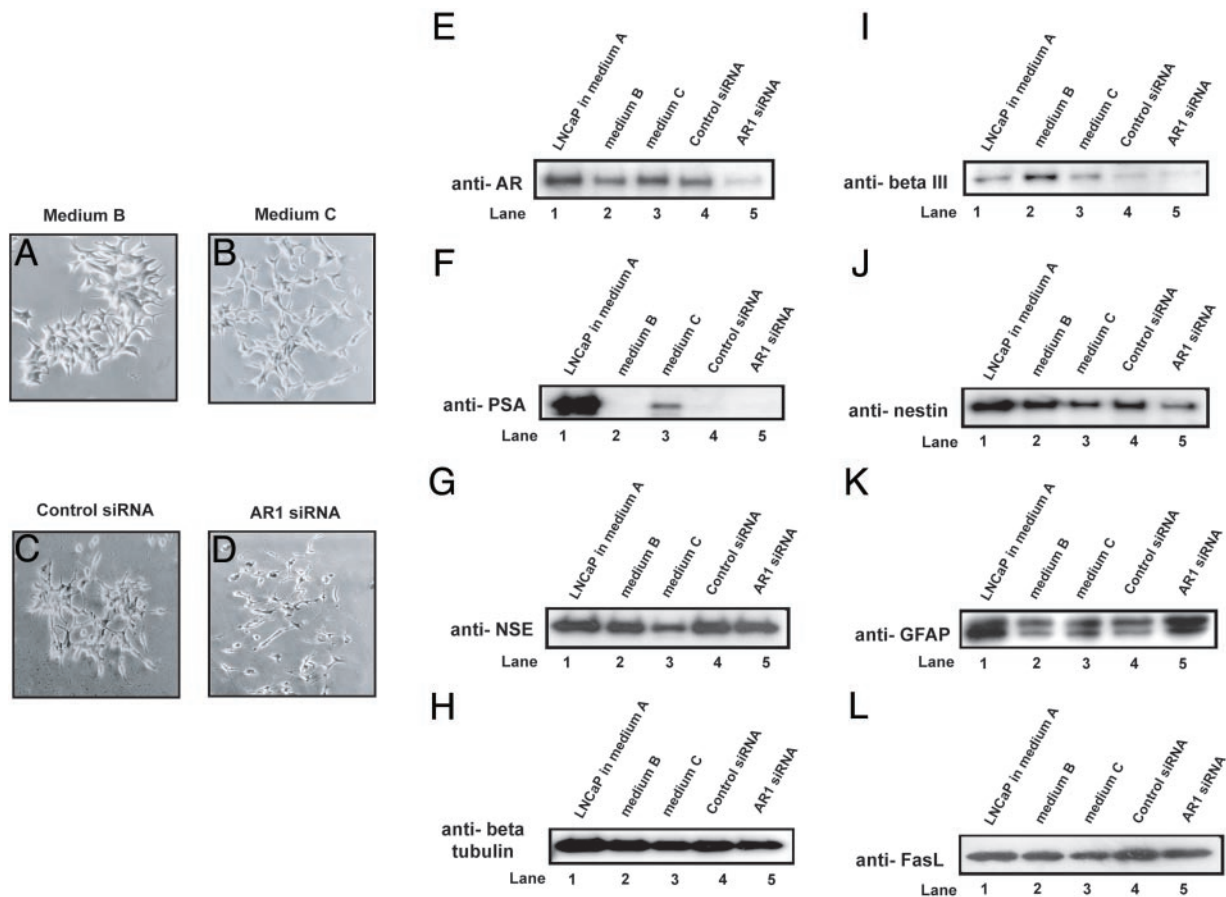 Medium B
Medium C
A
B
Control siRNA
AR1 siRNA
C
D
E
LNCaP in medium A
medium B
medium C
Control siRNA
AR1 siRNA
anti- AR
Lane 1 2 3 4 5
F
LNCaP in medium A
medium B
medium C
Control siRNA
AR1 siRNA
anti- PSA
Lane 1 2 3 4 5
G
LNCaP in medium A
medium B
medium C
Control siRNA
AR1 siRNA
anti- NSE
Lane 1 2 3 4 5
H
LNCaP in medium A
medium B
medium C
Control siRNA
AR1 siRNA
anti- beta
tubulin
Lane 1 2 3 4 5
I
LNCaP in medium A
medium B
medium C
Control siRNA
AR1 siRNA
anti- beta III
Lane 1 2 3 4 5
J
LNCaP in medium A
medium B
medium C
Control siRNA
AR1 siRNA
anti- nestin
Lane 1 2 3 4 5
K
LNCaP in medium A
medium B
medium C
Control siRNA
AR1 siRNA
anti- GFAP
Lane 1 2 3 4 5
L
LNCaP in medium A
medium B
medium C
Control siRNA
AR1 siRNA
anti- FasL
Lane 1 2 3 4 5